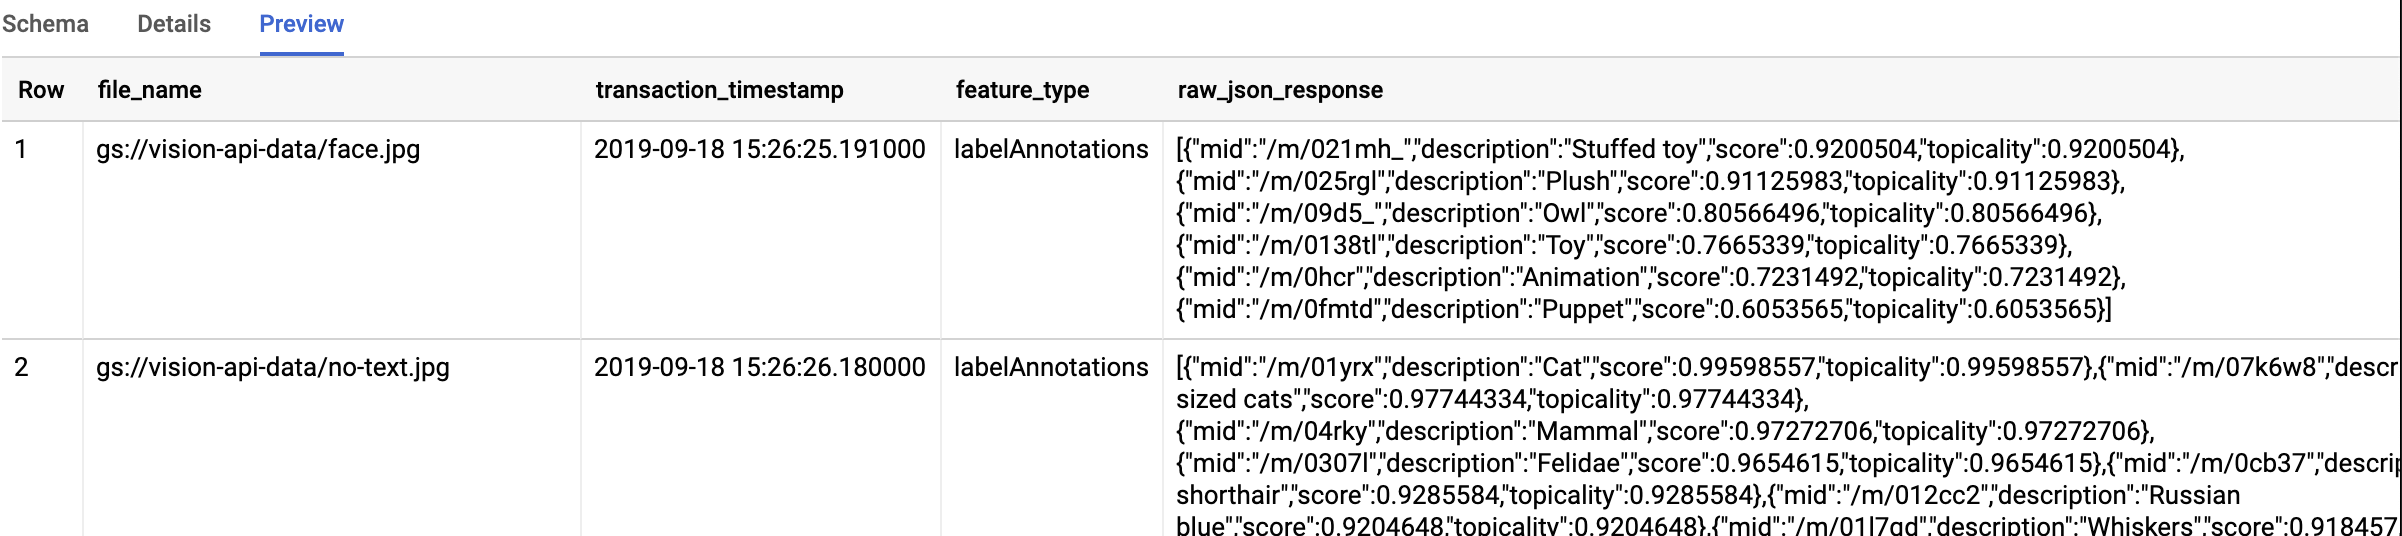 Schema Details Preview
Row file_name transaction_timestamp feature_type raw_json_response
1 gs://vision-api-data/face.jpg 2019-09-18 15:26:25.191000 labelAnnotations [{"mid":"/m/021mh_","description":"Stuffed toy","score":0.9200504,"topicality":0.9200504},
{"mid":"/m/025rgl","description":"Plush","score":0.91125983,"topicality":0.91125983},
{"mid":"/m/09d5_","description":"Owl","score":0.80566496,"topicality":0.80566496},
{"mid":"/m/0138tl","description":"Toy","score":0.7665339,"topicality":0.7665339},
{"mid":"/m/0hcr","description":"Animation","score":0.7231492,"topicality":0.7231492},
{"mid":"/m/0fmtd","description":"Puppet","score":0.6053565,"topicality":0.6053565}]
2 gs://vision-api-data/no-text.jpg 2019-09-18 15:26:26.180000 labelAnnotations [{"mid":"/m/01yrx","description":"Cat","score":0.99598557,"topicality":0.99598557},{"mid":"/m/07k6w8","descr
sized cats","score":0.97744334,"topicality":0.97744334},
{"mid":"/m/04rky","description":"Mammal","score":0.97272706,"topicality":0.97272706},
{"mid":"/m/0307l","description":"Felidae","score":0.9654615,"topicality":0.9654615},{"mid":"/m/0cb37","descrip
shorthair","score":0.9285584,"topicality":0.9285584},{"mid":"/m/012cc2","description":"Russian
blue","score":0.9204648,"topicality":0.9204648},{"mid":"/m/01l7qd","description":"Whiskers","score":0.918457